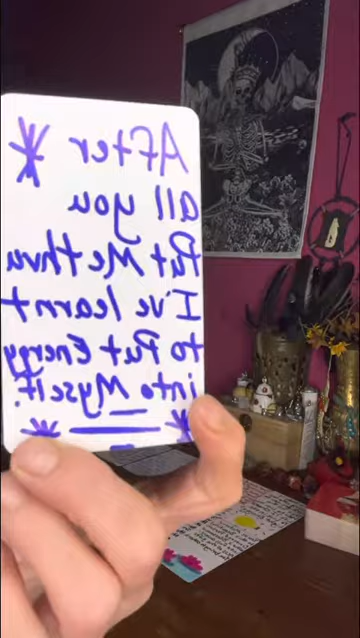 After
all you
Put Me thru
I've learnt
to Put Energy
into Myself.